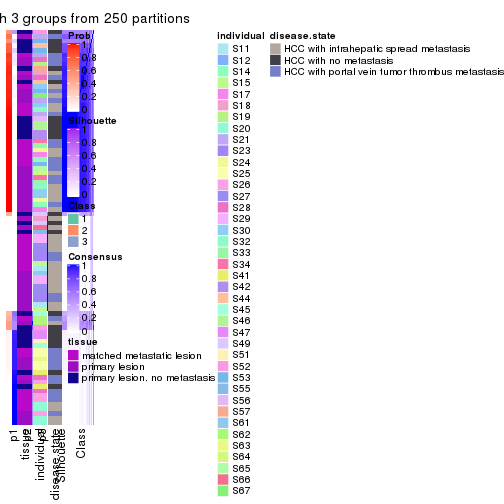 h 3 groups from 250 partitions
Prob
1
0.8
0.6
0.4
0.2
0
Silhouette
1
0.8
0.6
0.4
0.2
0
Class
1
2
3
Consensus
1
0.8
0.6
0.4
0.2
0
tissue
matched metastatic lesion
primary lesion
primary lesion. no metastasis
individual
S11
S12
S14
S15
S17
S18
S19
S20
S21
S23
S24
S25
S26
S27
S28
S29
S30
S32
S33
S34
S41
S42
S44
S45
S46
S47
S49
S51
S52
S53
S55
S56
S57
S61
S62
S63
S64
S65
S66
S67
disease.state
HCC with intrahepatic spread metastasis
HCC with no metastasis
HCC with portal vein tumor thrombus metastasis
p1
tissue
individual
disease.state
Silhouette
Class